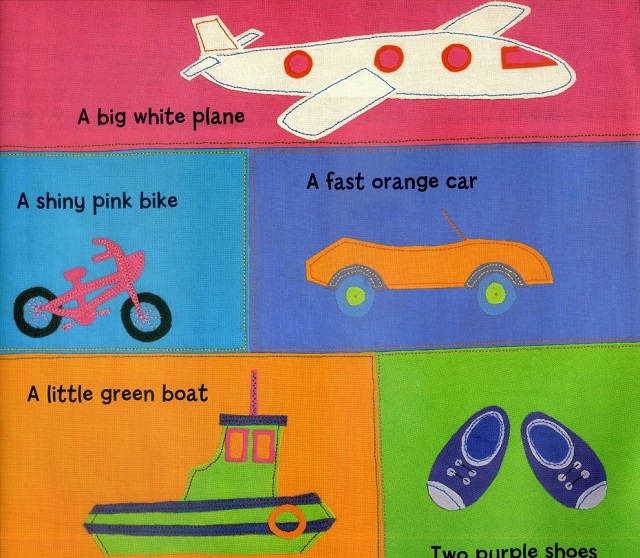 A big white plane
A shiny pink bike
A fast orange car
A little green boat
Two purple shoes